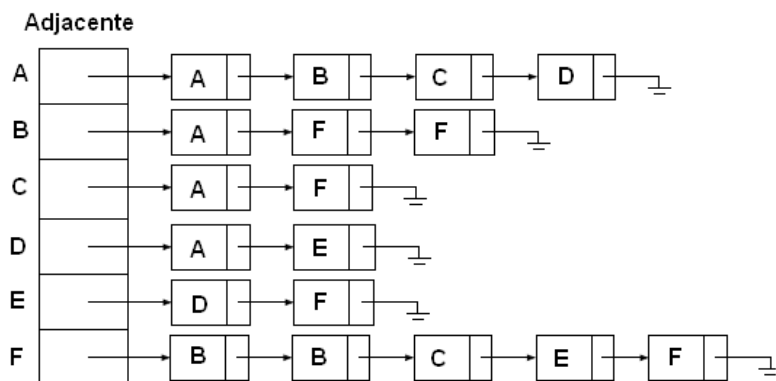 Adjacente
A A B C D
B A F F
C A F
D A E
E D F
F B B C E F